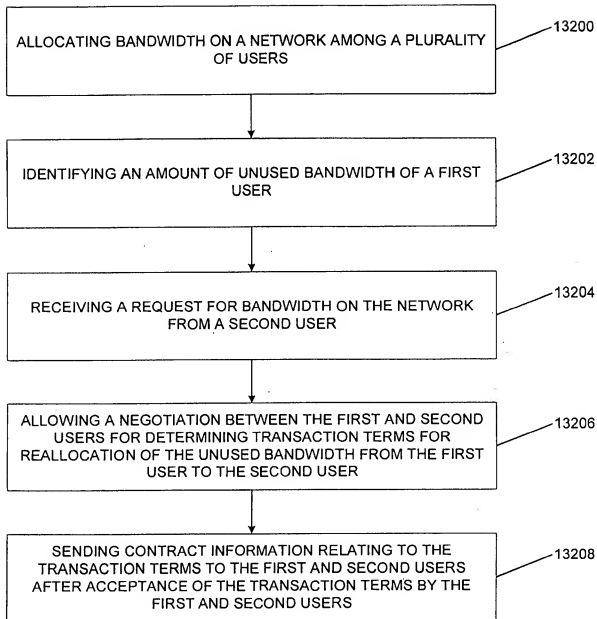 ALLOCATING BANDWIDTH ON A NETWORK AMONG A PLURALITY
OF USERS
13200
IDENTIFYING AN AMOUNT OF UNUSED BANDWIDTH OF A FIRST
USER
13202
RECEIVING A REQUEST FOR BANDWIDTH ON THE NETWORK
FROM A SECOND USER
13204
ALLOWING A NEGOTIATION BETWEEN THE FIRST AND SECOND
USERS FOR DETERMINING TRANSACTION TERMS FOR
REALLOCATION OF THE UNUSED BANDWIDTH FROM THE FIRST
USER TO THE SECOND USER
13206
SENDING CONTRACT INFORMATION RELATING TO THE
TRANSACTION TERMS TO THE FIRST AND SECOND USERS
AFTER ACCEPTANCE OF THE TRANSACTION TERMS BY THE
FIRST AND SECOND USERS
13208